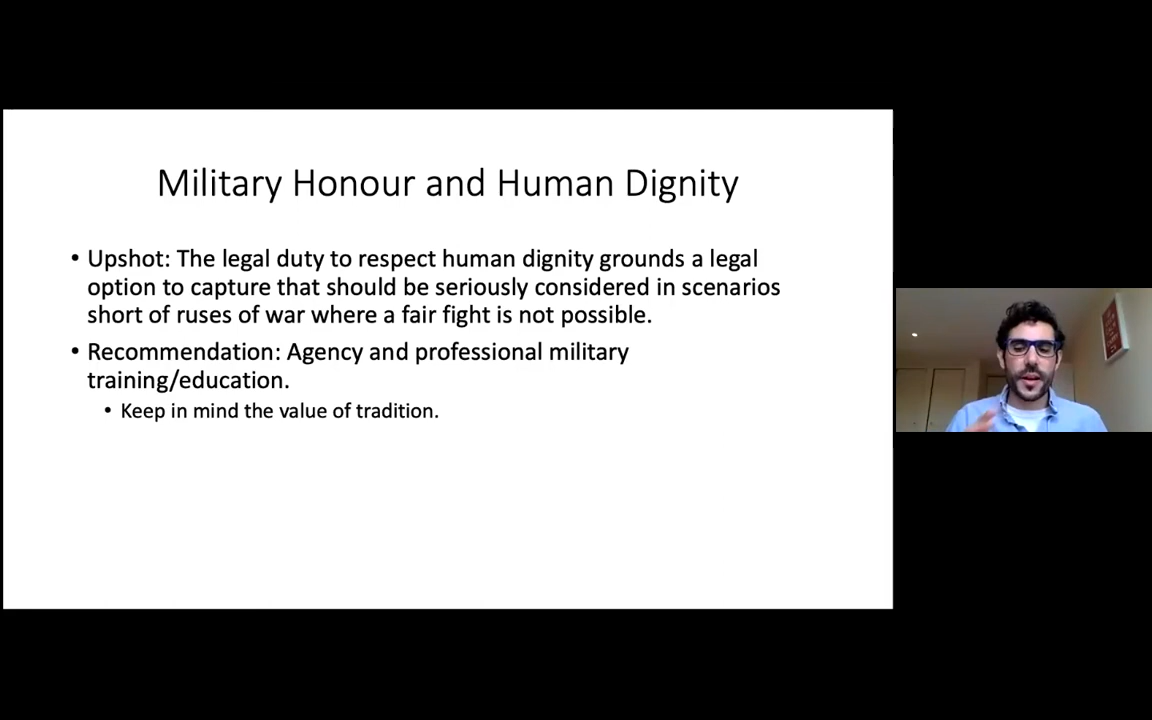 Military Honour and Human Dignity
• Upshot: The legal duty to respect human dignity grounds a legal
option to capture that should be seriously considered in scenarios
short of ruses of war where a fair fight is not possible.
• Recommendation: Agency and professional military
training/education.
• Keep in mind the value of tradition.